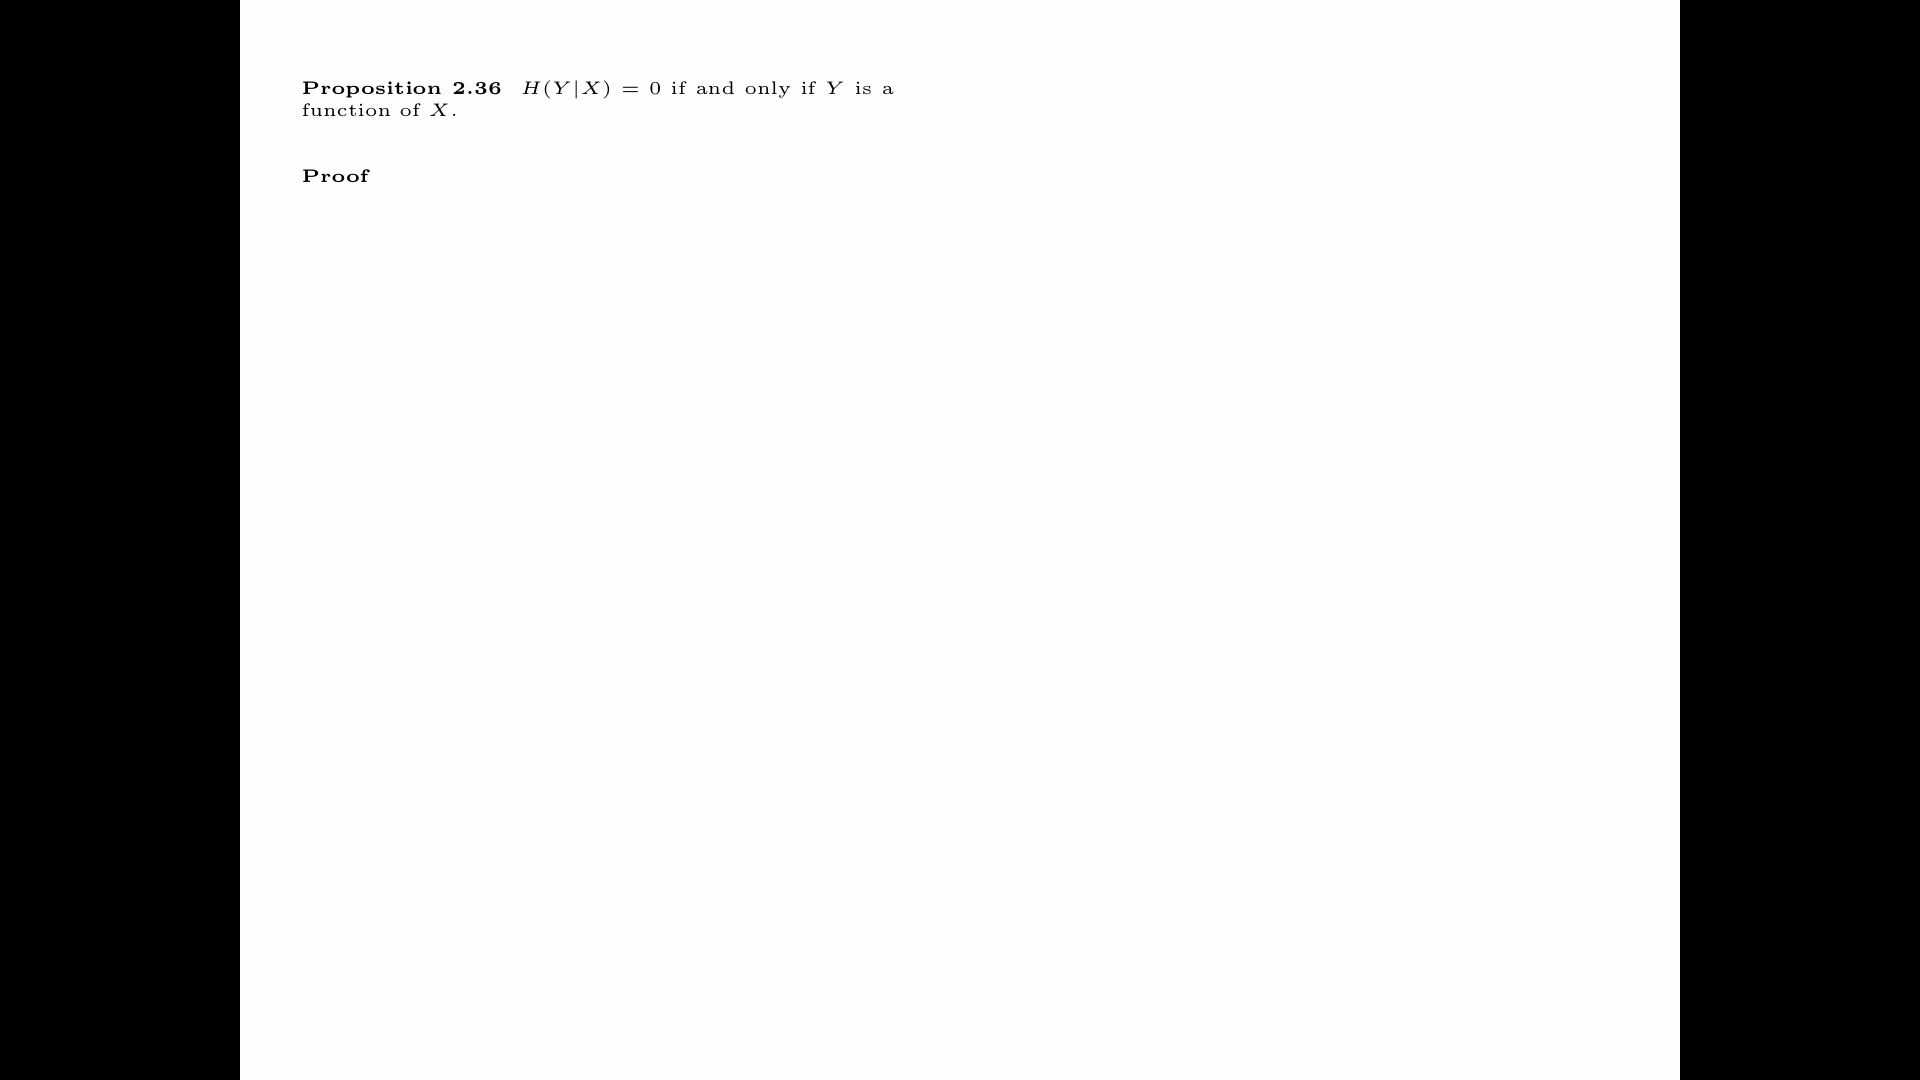 Proposition 2.36 H(Y|X) = 0 if and only if Y is a
function of X.
Proof